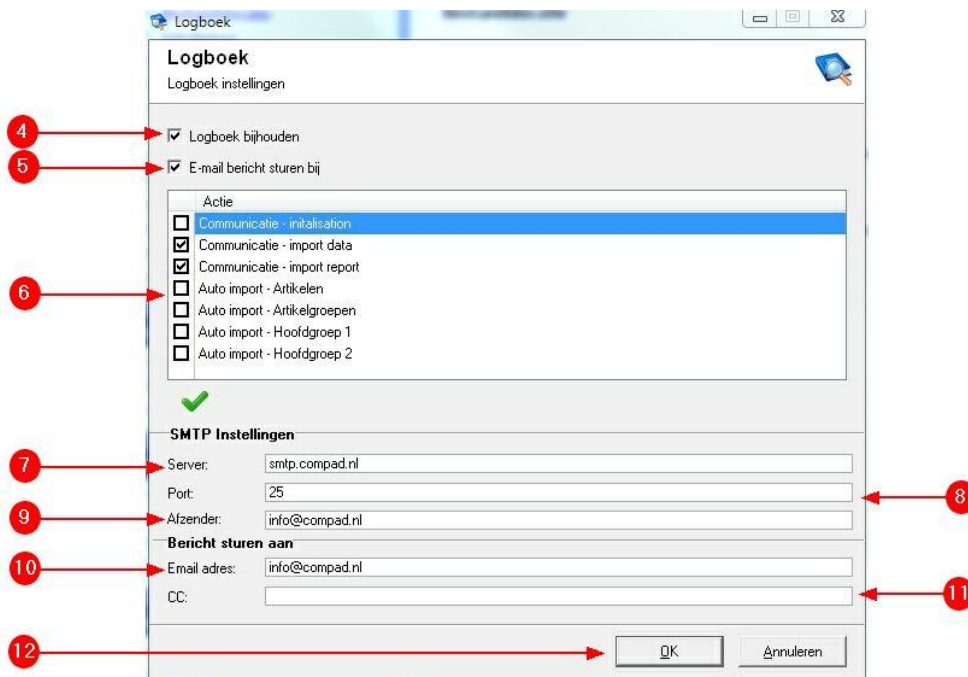 Logboek
Logboek
Logboek instellingen
4
Logboek bijhouden
5
E-mail bericht sturen bij
Actie
Communicatie - initalisation
Communicatie - import data
Communicatie - import report
6
Auto import - Artikelen
Auto import - Artikelgroepen
Auto import - Hoofdgroep 1
Auto import - Hoofdgroep 2
SMTP Instellingen
7
Server: smtp.compad.nl
Port: 25
8
9
Afzender: info@compad.nl
Bericht sturen aan
10
Email adres: info@compad.nl
CC:
11
12
OK Annuleren